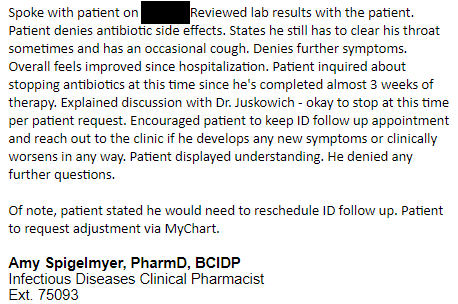 Spoke with patient on Reviewed lab results with the patient.
Patient denies antibiotic side effects. States he still has to clear his throat
sometimes and has an occasional cough. Denies further symptoms.
Overall feels improved since hospitalization. Patient inquired about
stopping antibiotics at this time since he's completed almost 3 weeks of
therapy. Explained discussion with Dr. Juskowich - okay to stop at this time
per patient request. Encouraged patient to keep ID follow up appointment
and reach out to the clinic if he develops any new symptoms or clinically
worsens in any way. Patient displayed understanding. He denied any
further questions.

Of note, patient stated he would need to reschedule ID follow up. Patient
to request adjustment via MyChart.

Amy Spigelmyer, PharmD, BCIDP
Infectious Diseases Clinical Pharmacist
Ext. 75093